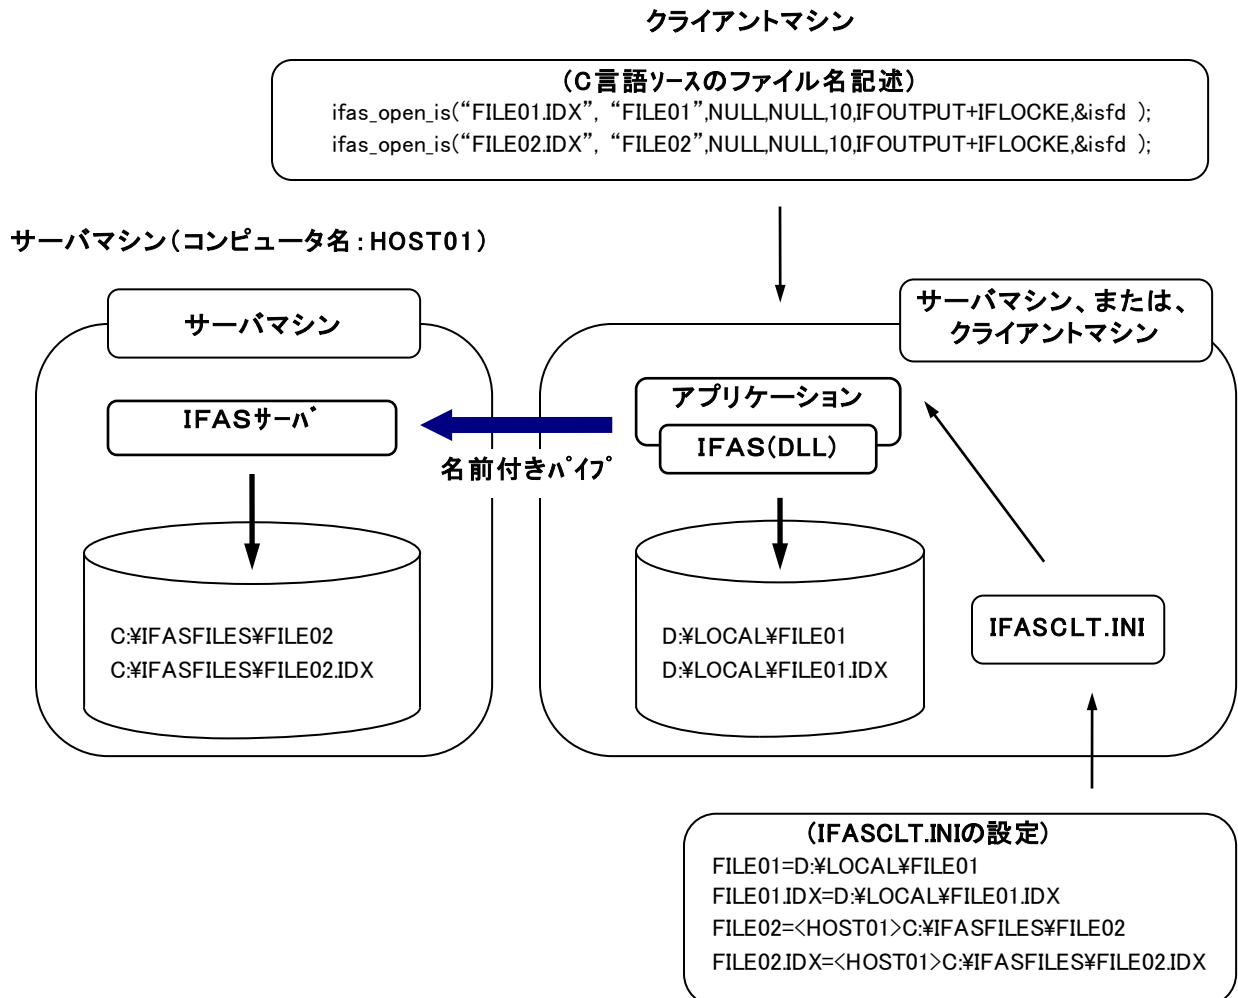 クライアントマシン
(C言語ｿｰｽのファイル名記述)
ifas_open_is(“FILE01.IDX”, “FILE01”,NULL,NULL,10,IFOUTPUT+IFLOCKE,&isfd );
ifas_open_is(“FILE02.IDX”, “FILE02”,NULL,NULL,10,IFOUTPUT+IFLOCKE,&isfd );
サーバマシン(コンピュータ名:HOST01)
サーバマシン
サーバマシン、または、
クライアントマシン
IFASｻｰﾊﾞ
アプリケーション
IFAS(DLL)
名前付きﾊﾟｲﾌﾟ
C:¥IFASFILES¥FILE02
C:¥IFASFILES¥FILE02.IDX
D:¥LOCAL¥FILE01
D:¥LOCAL¥FILE01.IDX
IFASCLT.INI
(IFASCLT.INIの設定)
FILE01=D:¥LOCAL¥FILE01
FILE01.IDX=D:¥LOCAL¥FILE01.IDX
FILE02=<HOST01>C:¥IFASFILES¥FILE02
FILE02.IDX=<HOST01>C:¥IFASFILES¥FILE02.IDX